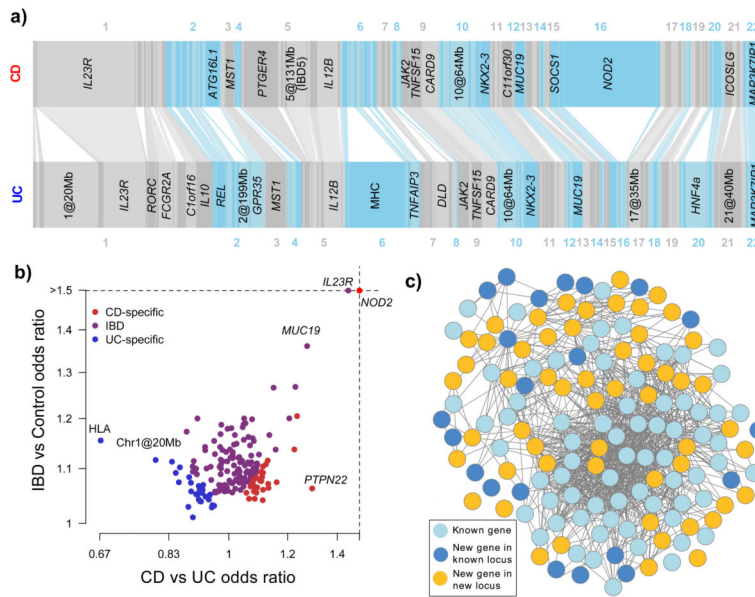 a)
1 2 3 4 5 6 7 8 9 10 11 12 13 14 15 16 17 18 19 20 21 22
CD
IL23R ATG16L1 MST1 PTGER4 5@131Mb (IBD5) IL12B JAK2 TNFSF15 CARD9 10@64Mb NKX2-3 C11orf30 MUC19 SOCS1 NOD2 ICOSLG MAP3K7IP1
UC
1@20Mb IL23R RORC FCGR2A C1orf16 IL10 REL 2@199Mb GPR35 MST1 IL12B MHC TNFAIP3 DLD JAK2 TNFSF15 CARD9 10@64Mb NKX2-3 MUC19 17@35Mb HNF4a 21@40Mb MAP3K7IP1
1 2 3 4 5 6 7 8 9 10 11 12 13 14 15 16 17 18 19 20 21 22
b)
IBD vs Control odds ratio
>1.5
1.4
1.3
1.2
1.1
1
CD-specific
IBD
UC-specific
IL23R
NOD2
MUC19
HLA
Chr1@20Mb
PTPN22
0.67 0.83 1 1.2 1.4
CD vs UC odds ratio
c)
Known gene
New gene in
known locus
New gene in
new locus